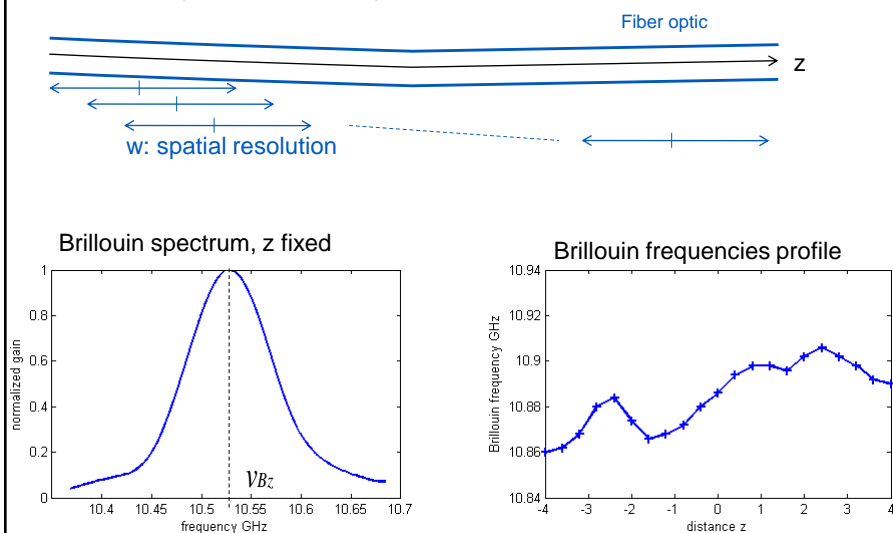 Fiber optic
z
w: spatial resolution
Brillouin spectrum, z fixed
1
0.8
0.6
0.4
0.2
0
normalized gain
νBz
10.4
10.45
10.5
10.55
10.6
10.65
10.7
frequency GHz
Brillouin frequencies profile
10.94
10.92
10.9
10.88
10.86
10.84
Brillouin frequency GHz
-4
-3
-2
-1
0
1
2
3
4
distance z